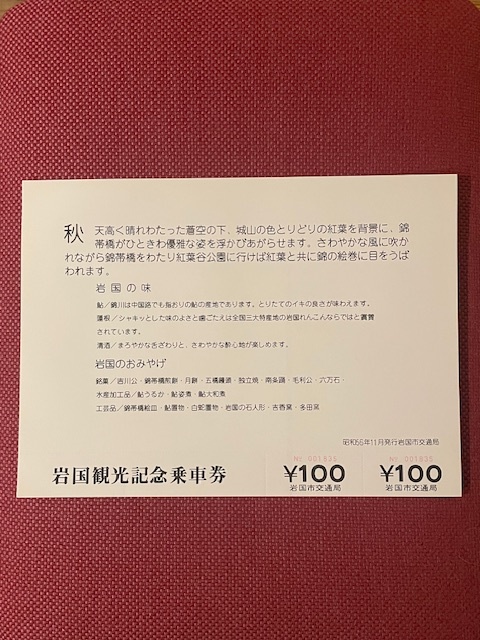 秋 天高く晴れわたった蒼空の下、城山の色とりどりの紅葉を背景に、錦
帯橋がひときわ優雅な姿を浮かびあがらせます。さわやかな風に吹か
れながら錦帯橋をわたり紅葉谷公園に行けば紅葉と共に錦の絵巻に目をうば
われます。
岩国の味
鮎/錦川は中国路でも指おりの鮎の産地であります。とりたてのイキの良さが味わえます。
蓮根/シャキッとした味のよさと歯ごたえは全国三大特産地の岩国れんこんならではと賞賛
されています。
清酒/まろやかな舌ざわりと、さわやかな酔心地が楽しめます。
岩国のおみやげ
銘菓/吉川公・錦帯橋煎餅・月餅・五橋饅頭・独立焼・南条踊・毛利公・六万石・
水産加工品/鮎うるか・鮎姿煮・鮎大和煮
工芸品/錦帯橋絵皿・鮎置物・白蛇置物・岩国の石人形・吉香窯・多田窯
昭和56年11月発行岩国市交通局
岩国観光記念乗車券
No 001835
¥100
岩国市交通局
No 001835
¥100
岩国市交通局